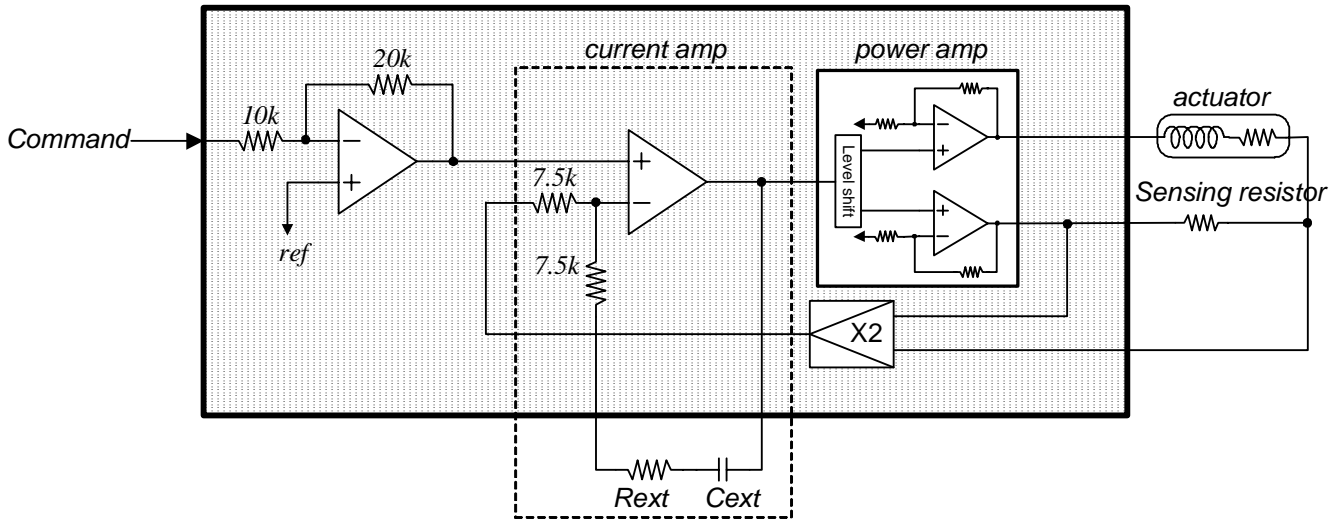 current amp
power amp
20k
10k
actuator
Command
−
+
ref
7.5k
+
−
7.5k
Level shift
−
+
+
−
Sensing resistor
X2
Rext
Cext